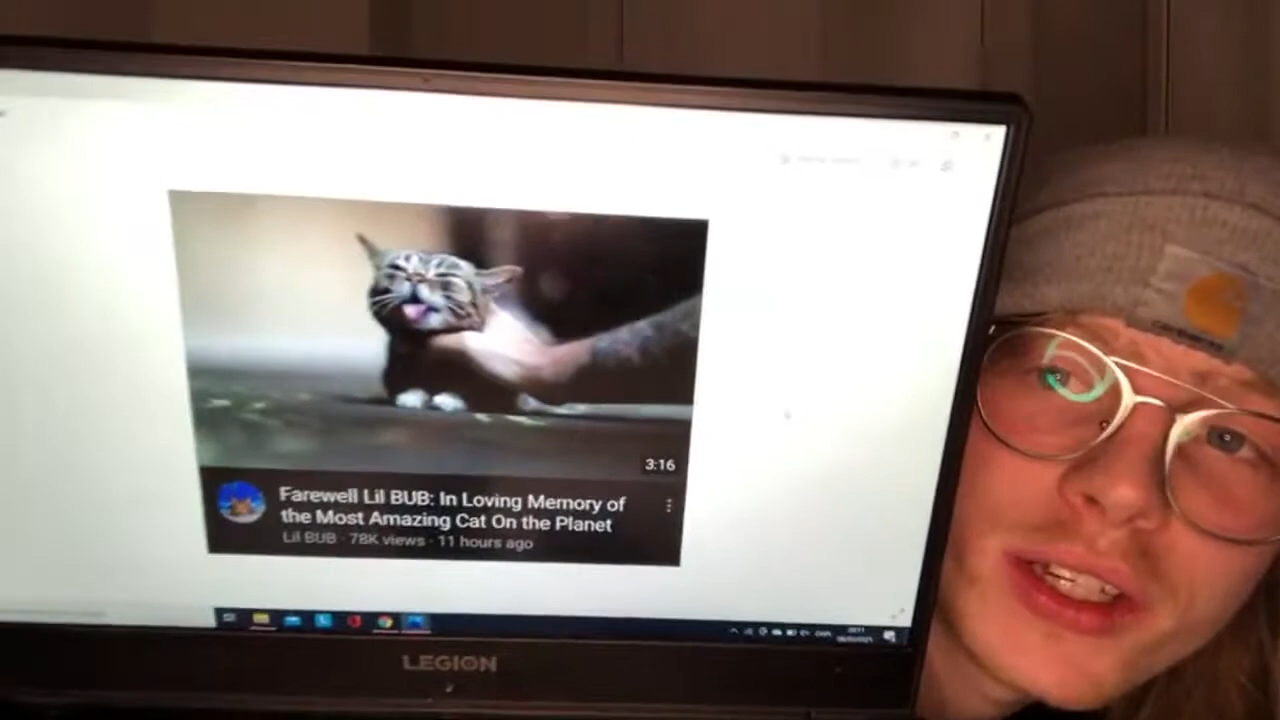 3:16
Farewell Lil BUB: In Loving Memory of
the Most Amazing Cat On the Planet
Lil BUB · 78K views · 11 hours ago
LEGION